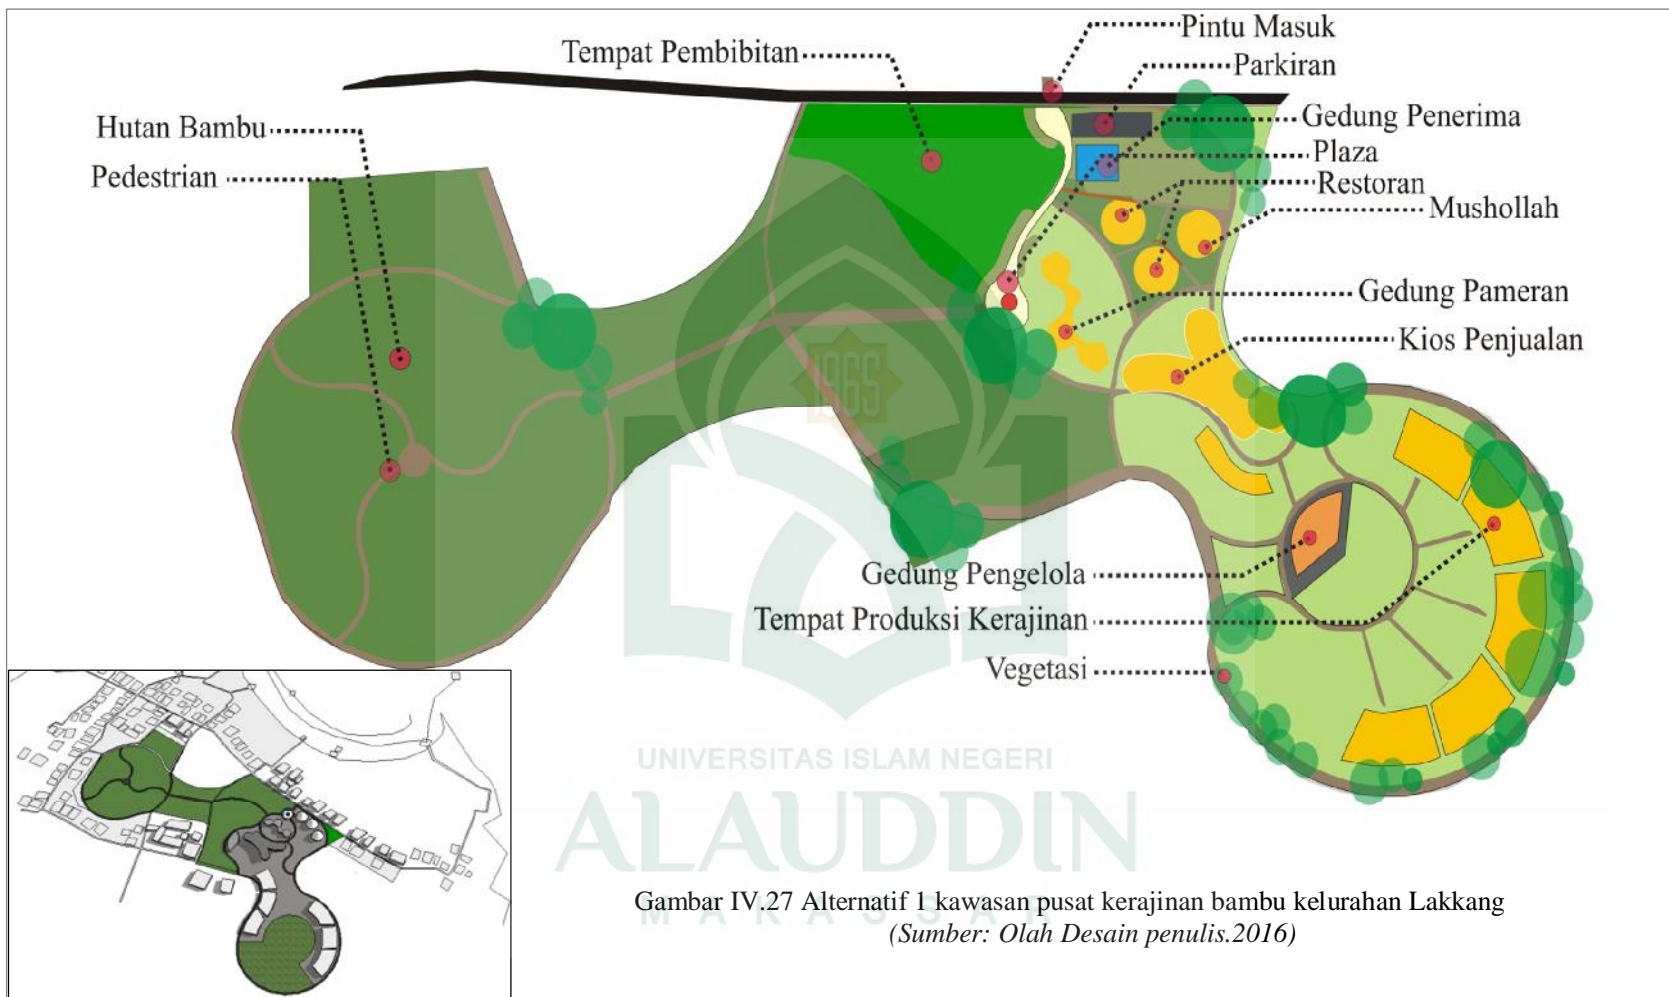 Pintu Masuk
Tempat Pembibitan
Parkiran
Hutan Bambu
Gedung Penerima
Plaza
Pedestrian
Restoran
Mushollah
Gedung Pameran
Kios Penjualan
1965
Gedung Pengelola
Tempat Produksi Kerajinan
Vegetasi
UNIVERSITAS ISLAM NEGERI
ALAUDDIN
Gambar IV.27 Alternatif 1 kawasan pusat kerajinan bambu kelurahan Lakkang
MAKASSAR
(Sumber: Olah Desain penulis.2016)